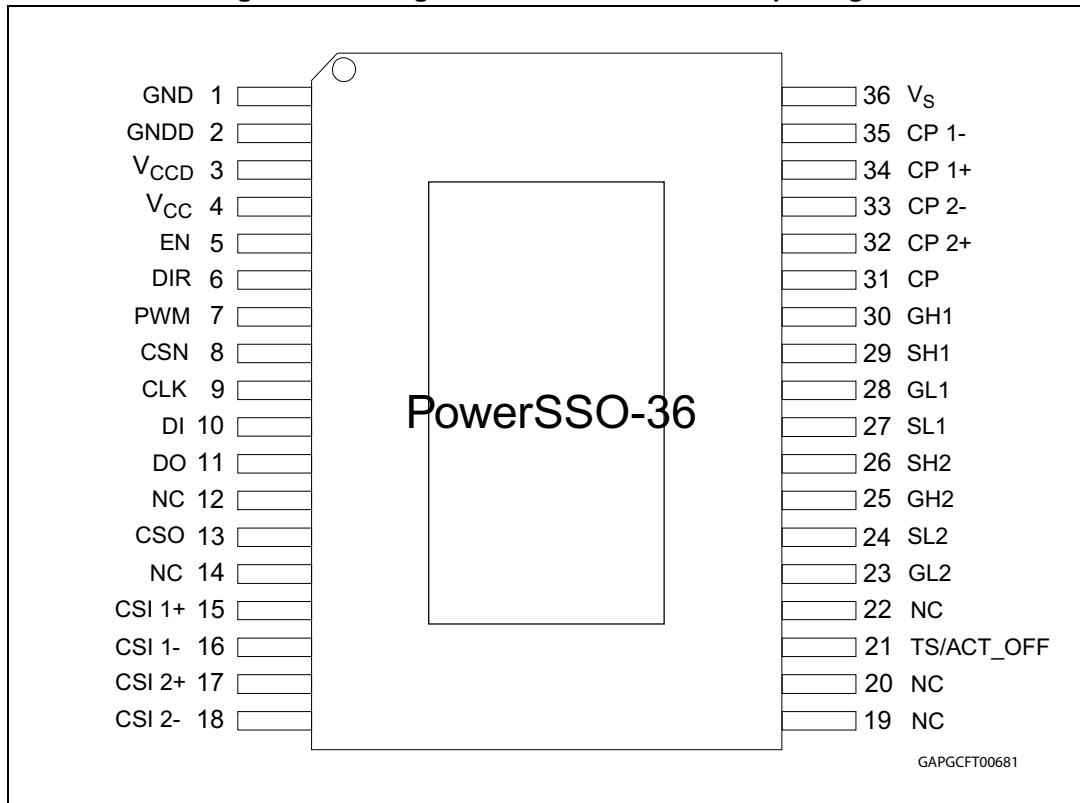 GND 1
GNDD 2
VCCD 3
VCC 4
EN 5
DIR 6
PWM 7
CSN 8
CLK 9
DI 10
DO 11
NC 12
CSO 13
NC 14
CSI 1+ 15
CSI 1- 16
CSI 2+ 17
CSI 2- 18
PowerSSO-36
36 VS
35 CP 1-
34 CP 1+
33 CP 2-
32 CP 2+
31 CP
30 GH1
29 SH1
28 GL1
27 SL1
26 SH2
25 GH2
24 SL2
23 GL2
22 NC
21 TS/ACT_OFF
20 NC
19 NC
GAPGCFT00681